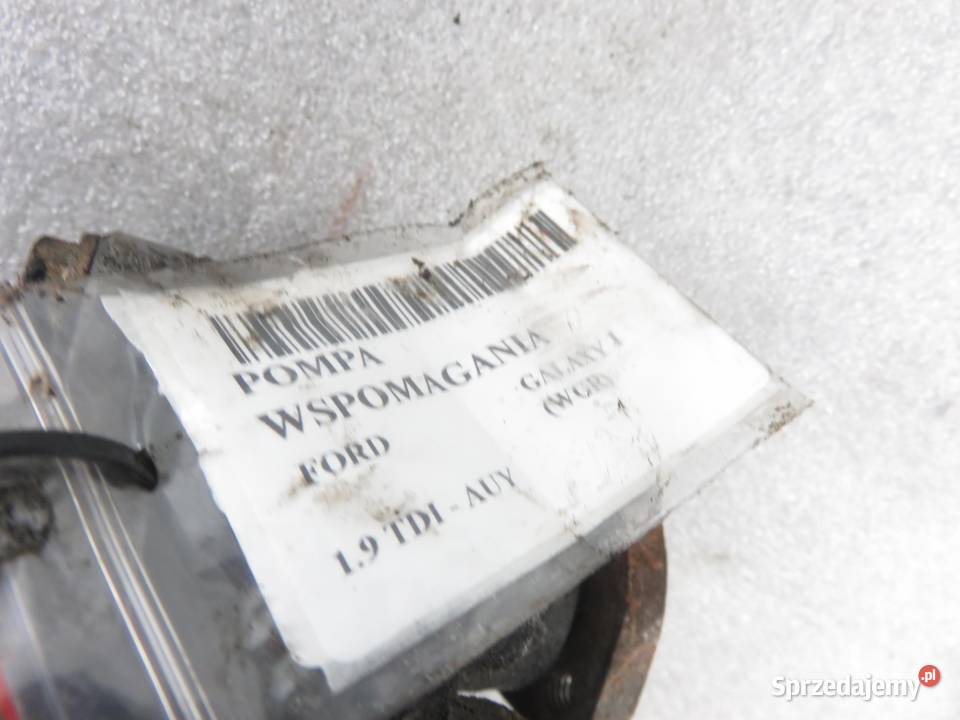 POMPA
WSPOMAGANIA
FORD GALAXY I
(WGR)
1.9 TDI - AUY
Sprzedajemy.pl